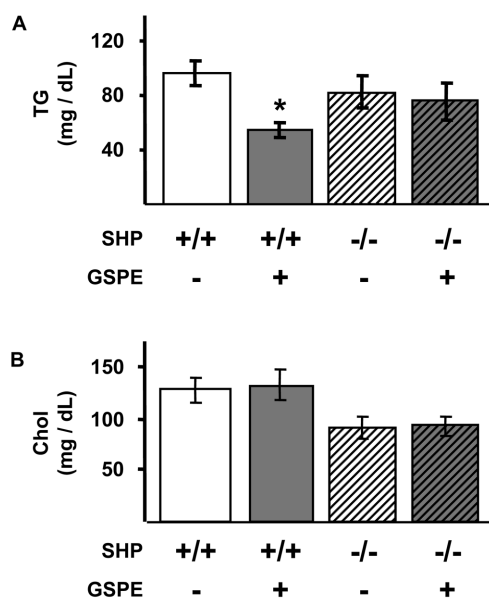 A
TG
(mg / dL)
120
80
40
*
SHP +/+ +/+ -/- -/-
GSPE - + - +
B
Chol
(mg / dL)
150
100
50
SHP +/+ +/+ -/- -/-
GSPE - + - +